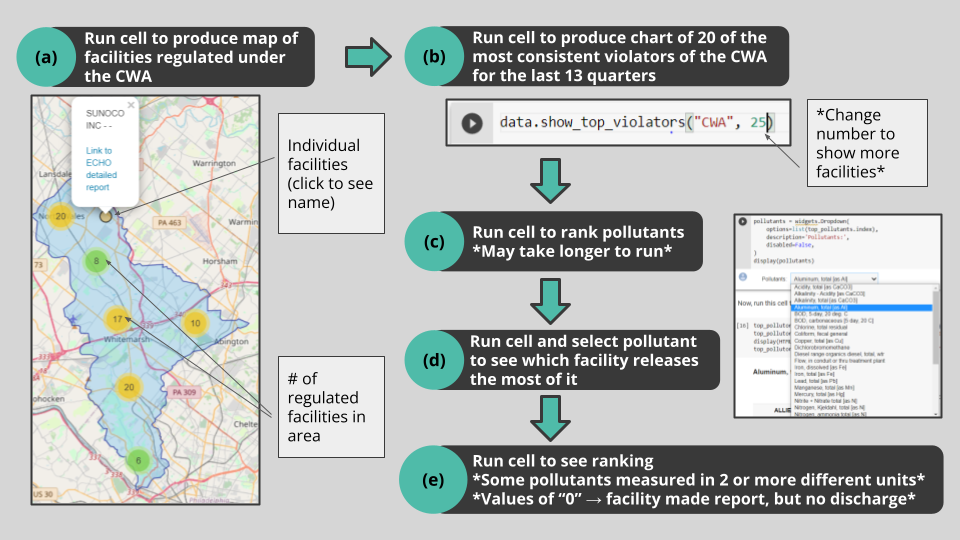 (a)
Run cell to produce map of
facilities regulated under
the CWA
(b)
Run cell to produce chart of 20 of the
most consistent violators of the CWA
for the last 13 quarters
SUNOCO
INC - -
×
Link to
ECHO
detailed
report
Lansdale
Warrington
20
PA 463
Warmin
8
Horsham
73
17
10
Whitemarsh
Abington
20
PA 309
ohocken
Chelte
6
US 30
Philadelphia
Individual
facilities
(click to see
name)
# of
regulated
facilities in
area
data.show_top_violators("CWA", 25)
*Change
number to
show more
facilities*
(c)
Run cell to rank pollutants
*May take longer to run*
(d)
Run cell and select pollutant
to see which facility releases
the most of it
pollutants = widgets.Dropdown(
options=list(top_pollutants.index),
description='Pollutants:',
disabled=False,
)
display(pollutants)
Pollutants:
Aluminum, total [as Al]
Acidity, total [as CaCO3]
Alkalinity - Acidity [as CaCO3]
Alkalinity, total [as CaCO3]
Aluminum, total [as Al]
BOD, 5-day, 20 deg. C
BOD, carbonaceous [5 day, 20 C]
Chlorine, total residual
Coliform, fecal general
Copper, total [as Cu]
Dichlorobromomethane
Diesel range organics diesel, total, wtr
Flow, in conduit or thru treatment plant
Iron, dissolved [as Fe]
Iron, total [as Fe]
Lead, total [as Pb]
Manganese, total [as Mn]
Mercury, total [as Hg]
Nitrite + Nitrate total [as N]
Nitrogen, Kjeldahl, total [as N]
Nitrogen, ammonia total [as N]
Now, run this cell
[16]
top_pollutor
top_pollutor
display(HTM
top_pollutor
Aluminum,
ALLIE
(e)
Run cell to see ranking
*Some pollutants measured in 2 or more different units*
*Values of “0” → facility made report, but no discharge*